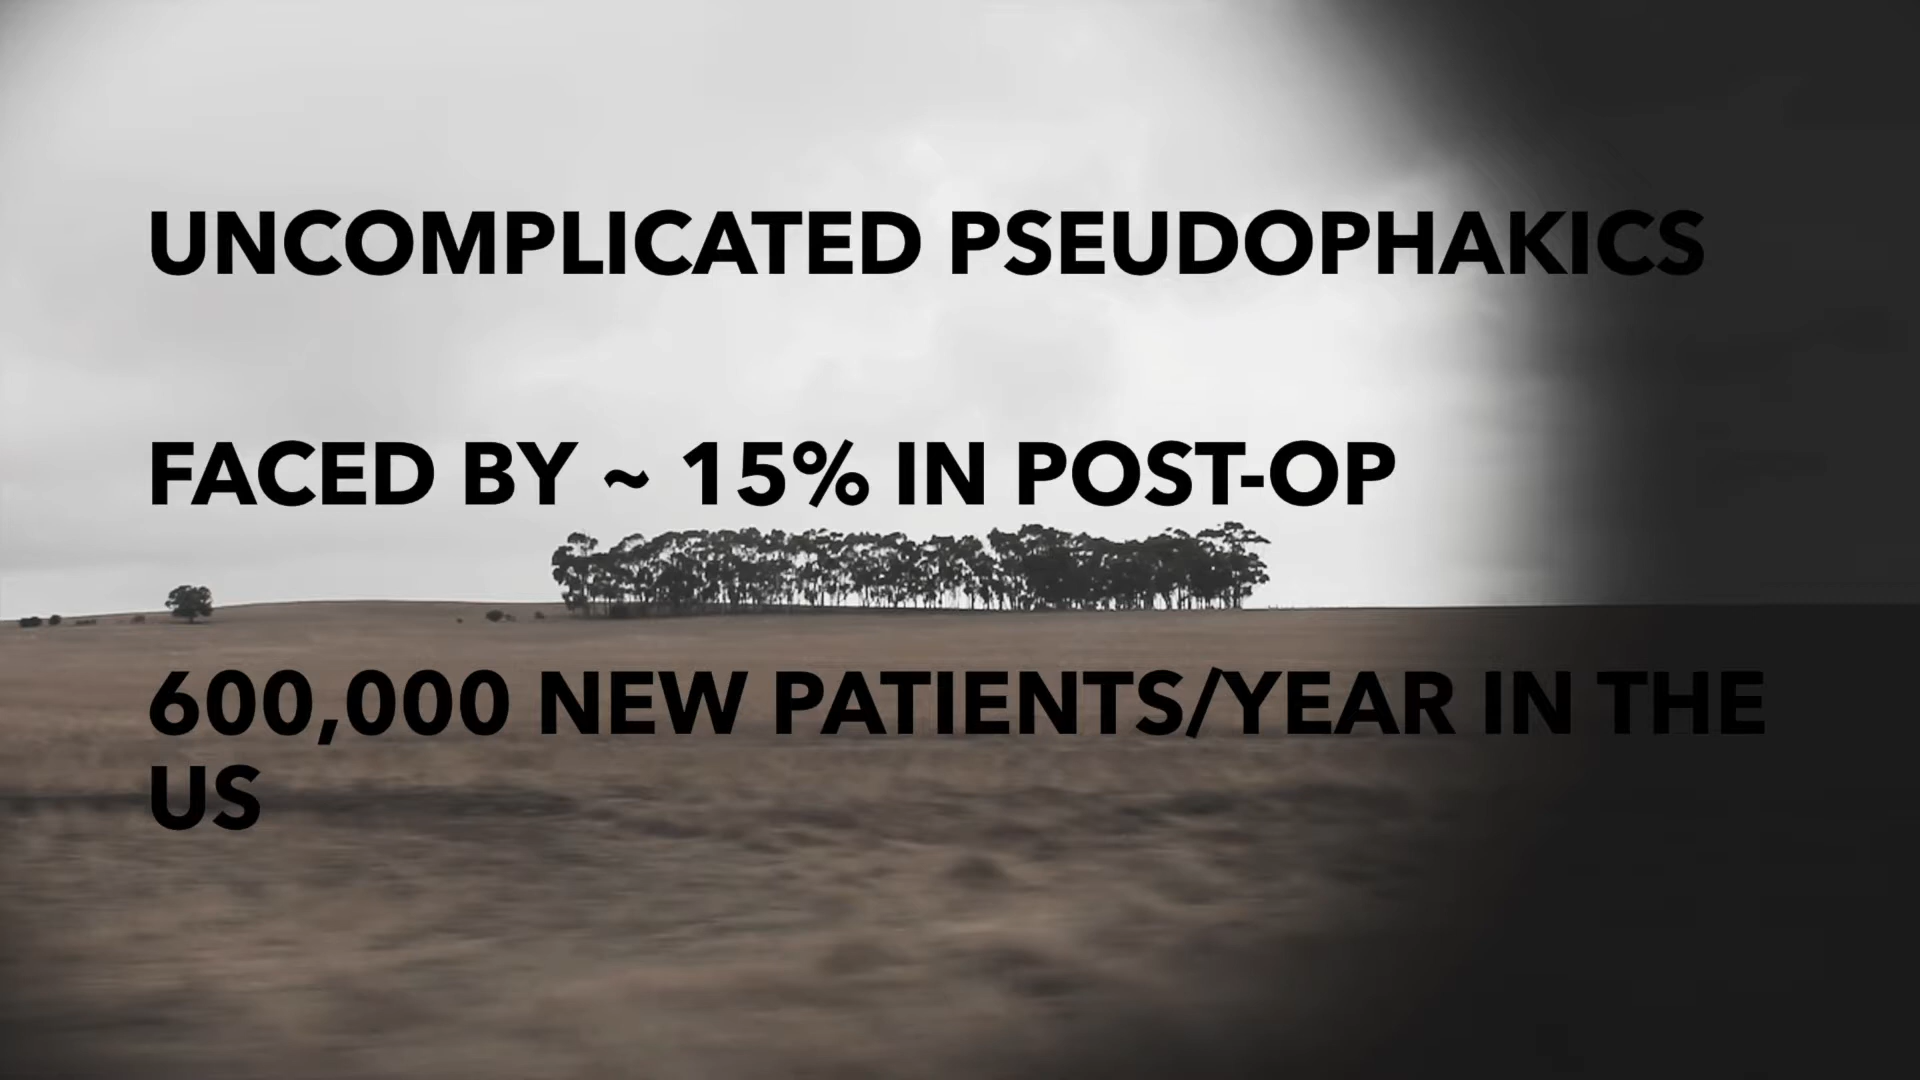 UNCOMPLICATED PSEUDOPHAKICS
FACED BY ~ 15% IN POST-OP
600,000 NEW PATIENTS/YEAR IN THE
US